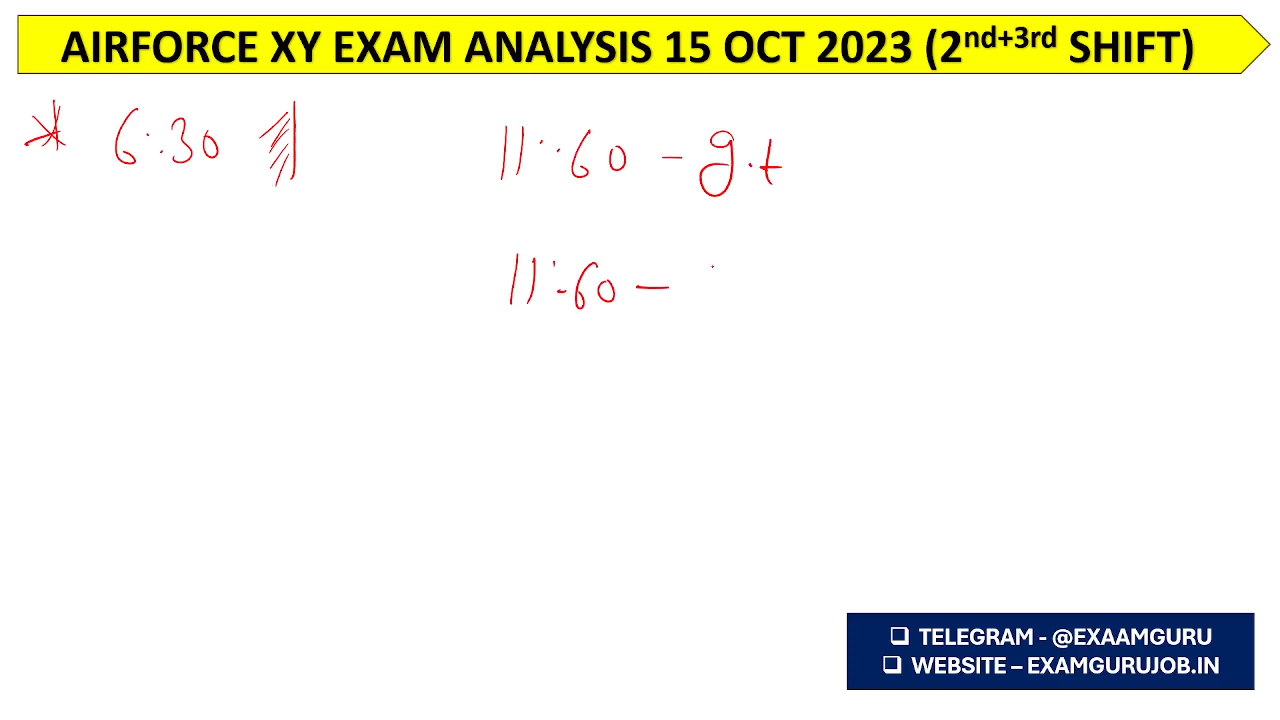 AIRFORCE XY EXAM ANALYSIS 15 OCT 2023 (2nd+3rd SHIFT)
6:30
11:60 - g.t
11:60 -
TELEGRAM - @EXAAMGURU
WEBSITE – EXAMGURUJOB.IN